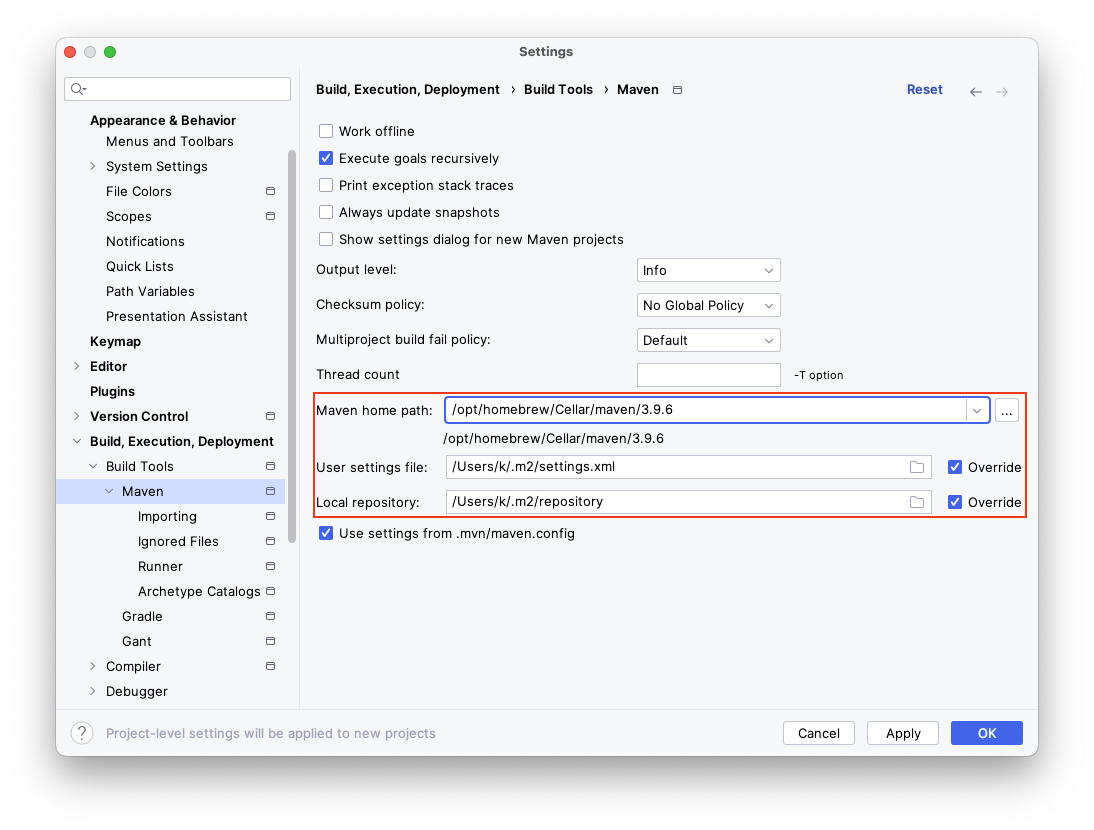 Settings
Appearance & Behavior
Menus and Toolbars
System Settings
File Colors
Scopes
Notifications
Quick Lists
Path Variables
Presentation Assistant
Keymap
Editor
Plugins
Version Control
Build, Execution, Deployment
Build Tools
Maven
Importing
Ignored Files
Runner
Archetype Catalogs
Gradle
Gant
Compiler
Debugger
Build, Execution, Deployment › Build Tools › Maven
Reset
Work offline
Execute goals recursively
Print exception stack traces
Always update snapshots
Show settings dialog for new Maven projects
Output level: Info
Checksum policy: No Global Policy
Multiproject build fail policy: Default
Thread count -T option
Maven home path: /opt/homebrew/Cellar/maven/3.9.6 ...
/opt/homebrew/Cellar/maven/3.9.6
User settings file: /Users/k/.m2/settings.xml Override
Local repository: /Users/k/.m2/repository Override
Use settings from .mvn/maven.config
? Project-level settings will be applied to new projects
Cancel Apply OK